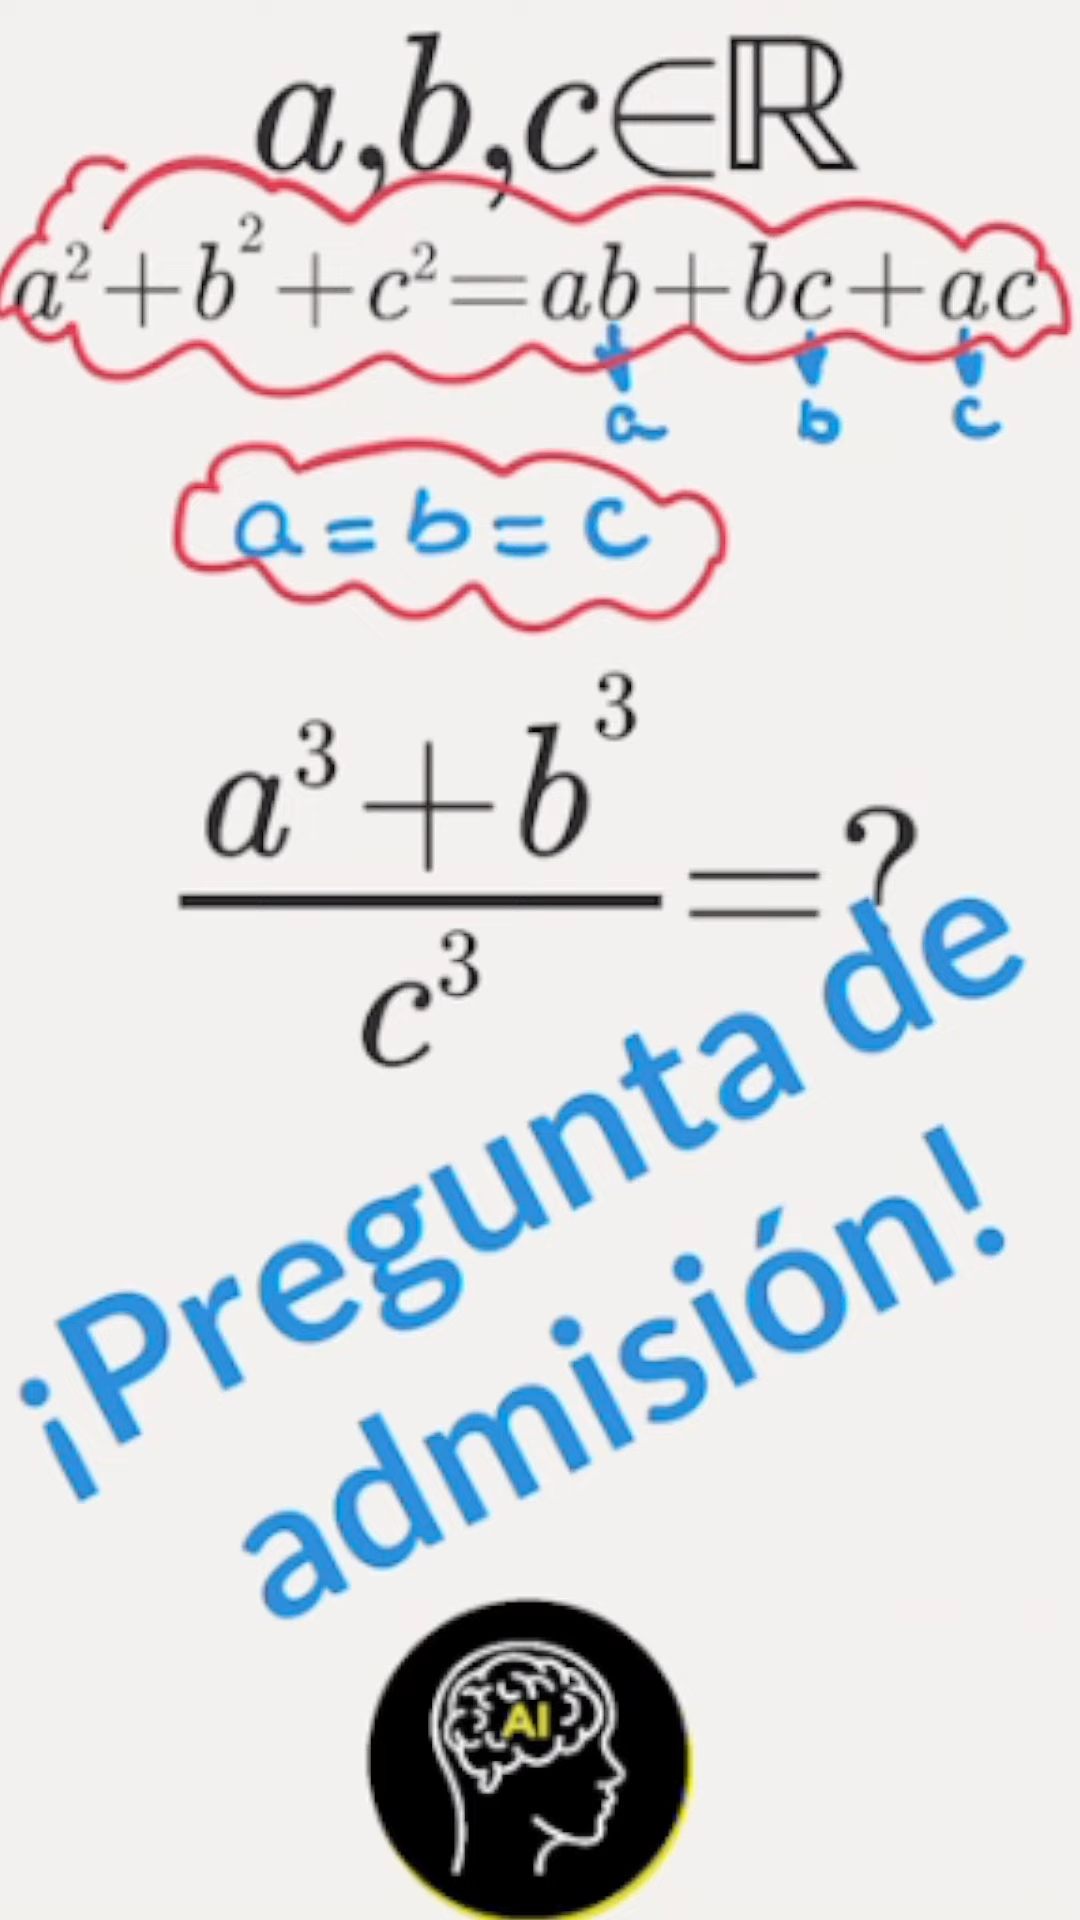 a,b,c∈ℝ
a²+b²+c²=ab+bc+ac
a b c
a=b=c
a³+b³
c³
=?
¡Pregunta de
admisión!
AI